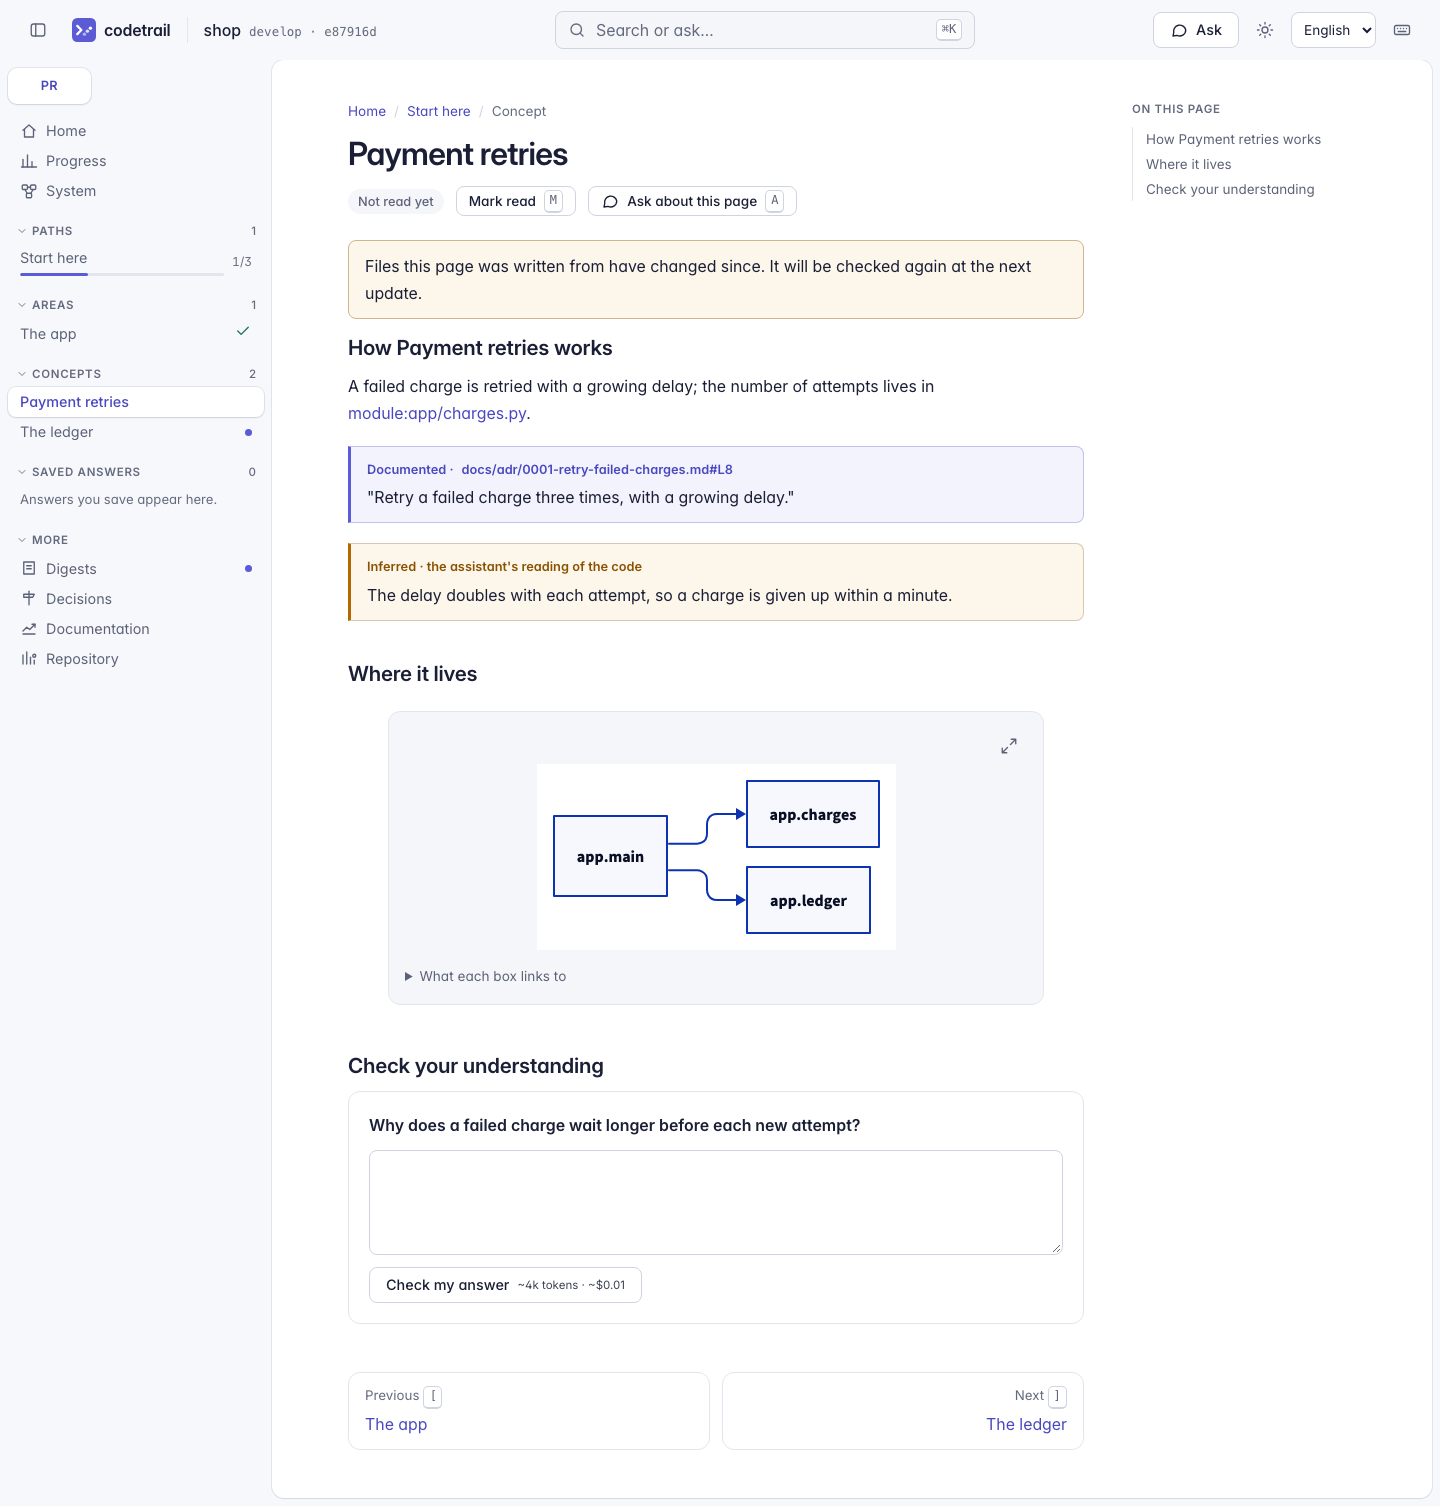 codetrail
shop develop · e87916d
Search or ask...
⌘K
Ask
English
PR
Home
Progress
System
PATHS 1
Start here 1/3
AREAS 1
The app
CONCEPTS 2
Payment retries
The ledger
SAVED ANSWERS 0
Answers you save appear here.
MORE
Digests
Decisions
Documentation
Repository
Home / Start here / Concept
Payment retries
Not read yet
Mark read M
Ask about this page A
Files this page was written from have changed since. It will be checked again at the next
update.
How Payment retries works
A failed charge is retried with a growing delay; the number of attempts lives in
module:app/charges.py.
Documented · docs/adr/0001-retry-failed-charges.md#L8
"Retry a failed charge three times, with a growing delay."
Inferred · the assistant's reading of the code
The delay doubles with each attempt, so a charge is given up within a minute.
Where it lives
app.main
app.charges
app.ledger
What each box links to
Check your understanding
Why does a failed charge wait longer before each new attempt?
Check my answer ~4k tokens · ~$0.01
Previous [
The app
Next ]
The ledger
ON THIS PAGE
How Payment retries works
Where it lives
Check your understanding